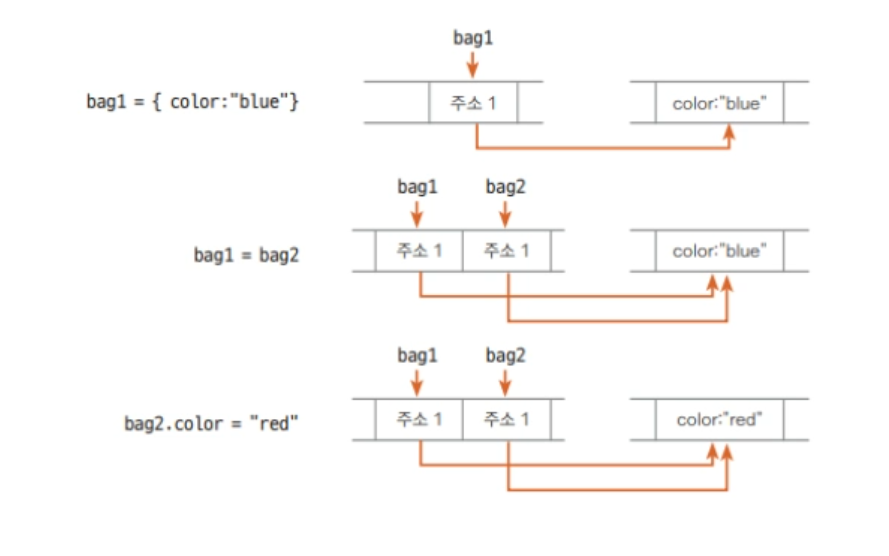 bag1
bag1 = { color:"blue"}
주소 1
color:"blue"
bag1 bag2
bag1 = bag2
주소 1 주소 1
color:"blue"
bag1 bag2
bag2.color = "red"
주소 1 주소 1
color:"red"